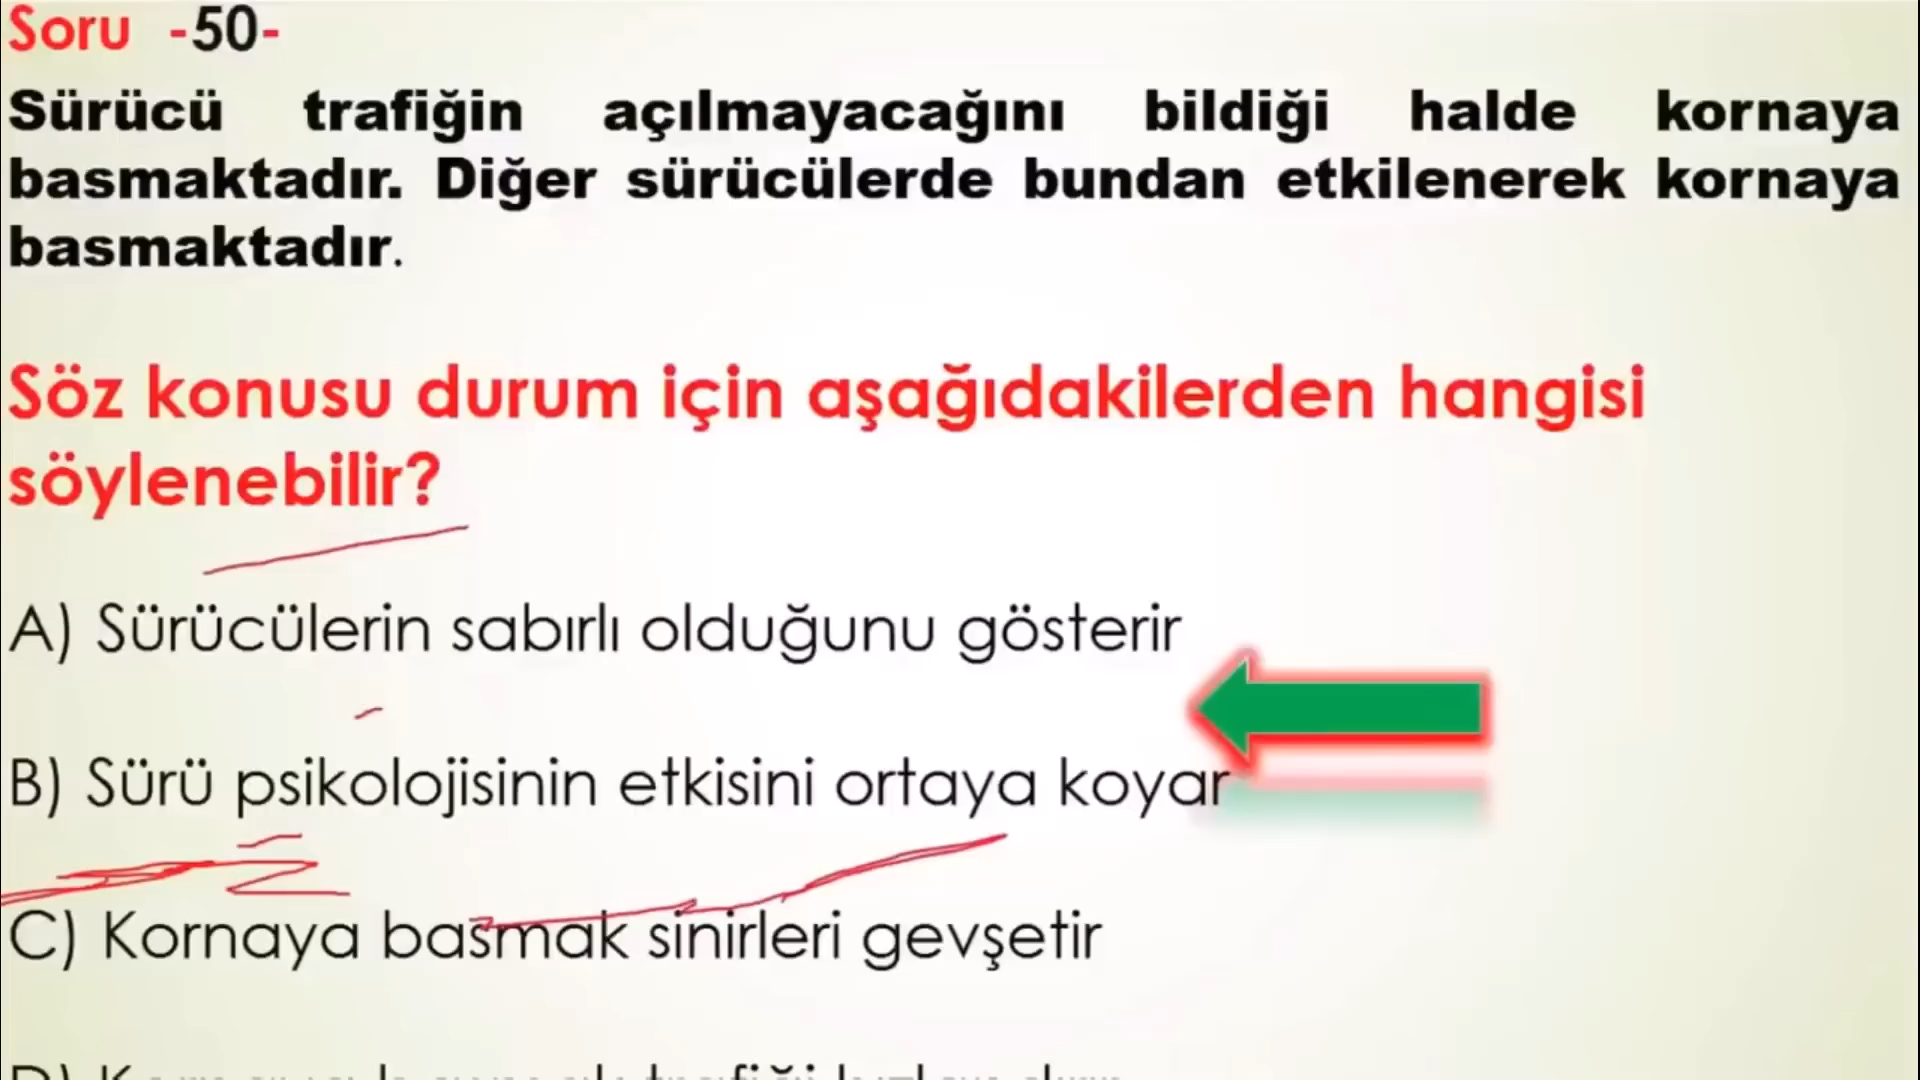 Soru -50-
Sürücü trafiğin açılmayacağını bildiği halde kornaya
basmaktadır. Diğer sürücülerde bundan etkilenerek kornaya
basmaktadır.
Söz konusu durum için aşağıdakilerden hangisi
söylenebilir?
A) Sürücülerin sabırlı olduğunu gösterir
B) Sürü psikolojisinin etkisini ortaya koyar
C) Kornaya basmak sinirleri gevşetir